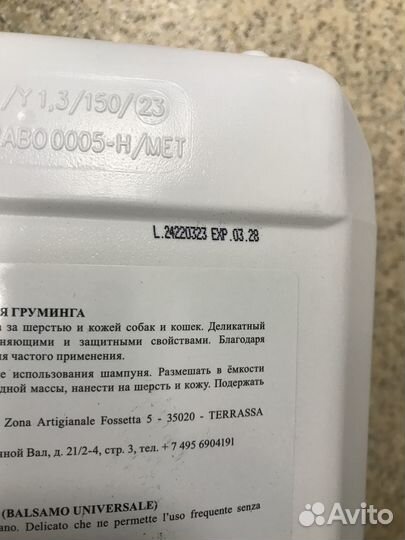 /Y 1,3/150/23
ABO 0005-H/MET
L.24220323 EXP.03.28
Я ГРУМИНГА
а за шерстью и кожей собак и кошек. Деликатный
няющими и защитными свойствами. Благодаря
ля частого применения.
е использования шампуня. Размешать в ёмкости
дной массы, нанести на шерсть и кожу. Подержать
Zona Artigianale Fossetta 5 - 35020 - TERRASSA
ной Вал, д. 21/2-4, стр. 3, тел. + 7 495 6904191
(BALSAMO UNIVERSALE)
ano. Delicato che ne permette l'uso frequente senza
Avito